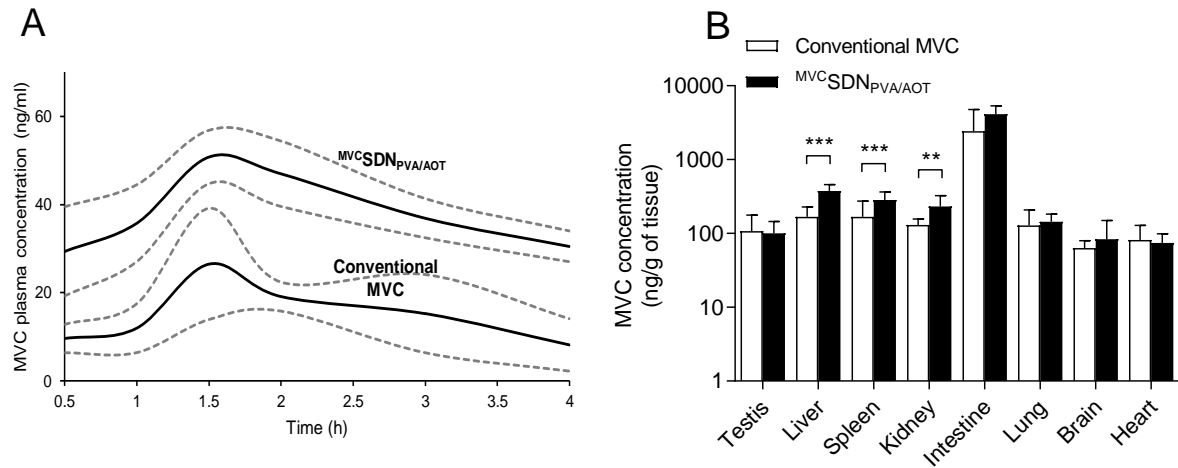 A
MVC plasma concentration (ng/ml)
60
40
20
0
0.5 1 1.5 2 2.5 3 3.5 4
Time (h)
MVCSDNPVA/AOT
Conventional
MVC
B
Conventional MVC
MVCSDNPVA/AOT
MVC concentration
(ng/g of tissue)
10000
1000
100
10
1
*** *** **
Testis Liver Spleen Kidney Intestine Lung Brain Heart